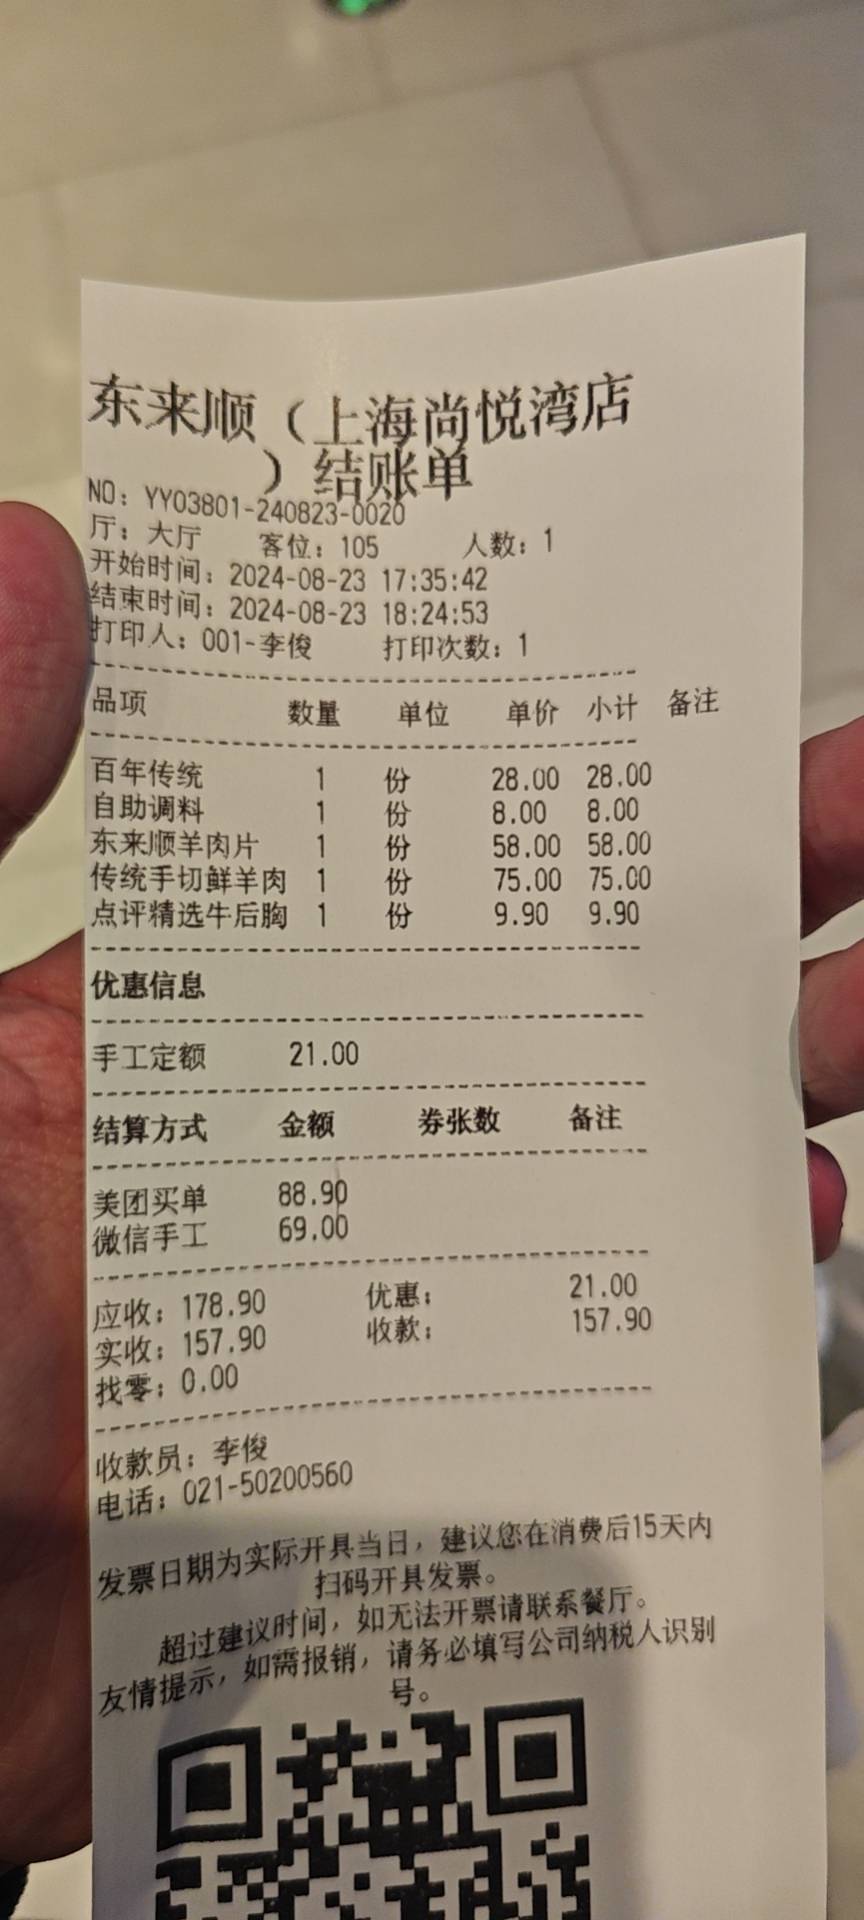 东来顺（上海尚悦湾店
）结账单
NO：YY03801-240823-0020
厅：大厅 客位：105 人数：1
开始时间：2024-08-23 17:35:42
结束时间：2024-08-23 18:24:53
打印人：001-李俊 打印次数：1
品项 数量 单位 单价 小计 备注
百年传统 1 份 28.00 28.00
自助调料 1 份 8.00 8.00
东来顺羊肉片 1 份 58.00 58.00
传统手切鲜羊肉 1 份 75.00 75.00
点评精选牛后胸 1 份 9.90 9.90
优惠信息
手工定额 21.00
结算方式 金额 券张数 备注
美团买单 88.90
微信手工 69.00
应收：178.90 优惠： 21.00
实收：157.90 收款： 157.90
找零：0.00
收款员：李俊
电话：021-50200560
发票日期为实际开具当日，建议您在消费后15天内
扫码开具发票。
超过建议时间，如无法开票请联系餐厅。
友情提示，如需报销，请务必填写公司纳税人识别
号。